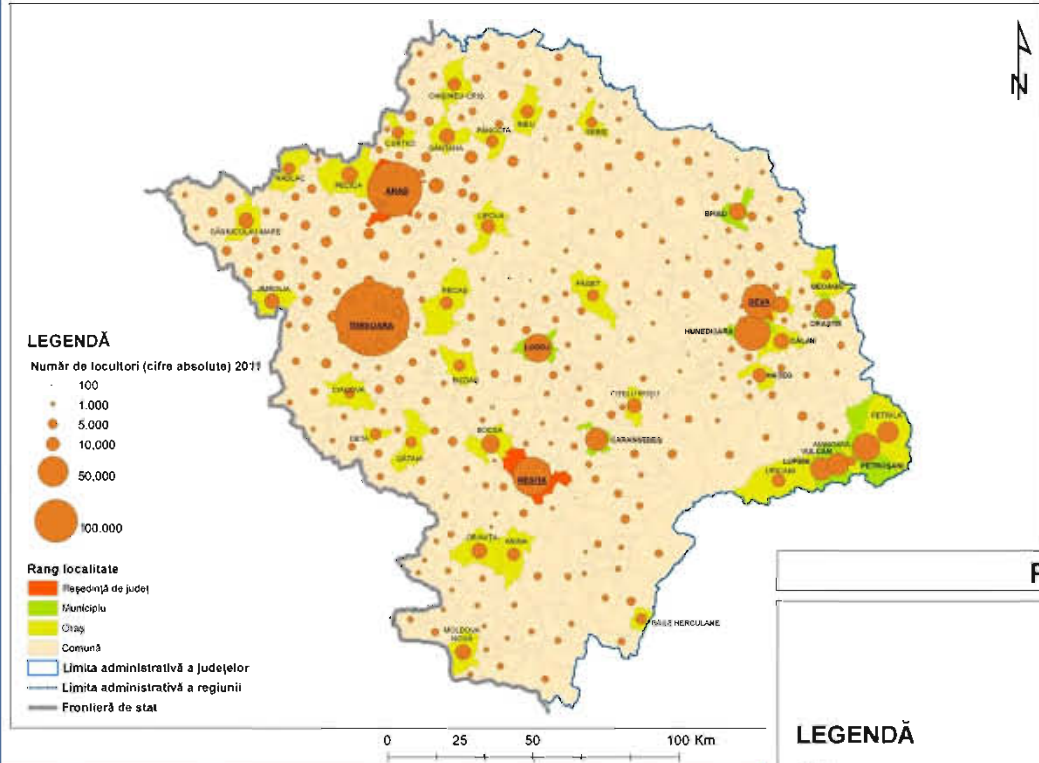 N
CHIȘINEU-CRIȘ
INEU
SEBIȘ
PÂNCOTA
CURTICI
SÂNTANA
NĂDLAC
PECICA
ARAD
LIPOVA
BRAD
SÂNNICOLAU MARE
JIMBOLIA
RECAȘ
FĂGET
GEOAGIU
DEVA
ORĂȘTIE
TIMIȘOARA
HUNEDOARA
CĂLAN
LUGOJ
HAȚEG
BUZIAȘ
CIACOVA
OȚELU ROȘU
PETRILA
DETA
BOCȘA
CARANSEBEȘ
ANINOASA
GĂTAIA
VULCAN
LUPENI
PETROȘANI
URICANI
REȘIȚA
ORAVIȚA
ANINA
BĂILE HERCULANE
MOLDOVA
NOUĂ
LEGENDĂ
Număr de locuitori (cifre absolute) 2011
100
1.000
5.000
10.000
50.000
100.000
Rang localitate
Reședință de județ
Municipiu
Oraș
Comună
Limita administrativă a județelor
Limita administrativă a regiunii
Frontieră de stat
0 25 50 100 Km
LEGENDĂ